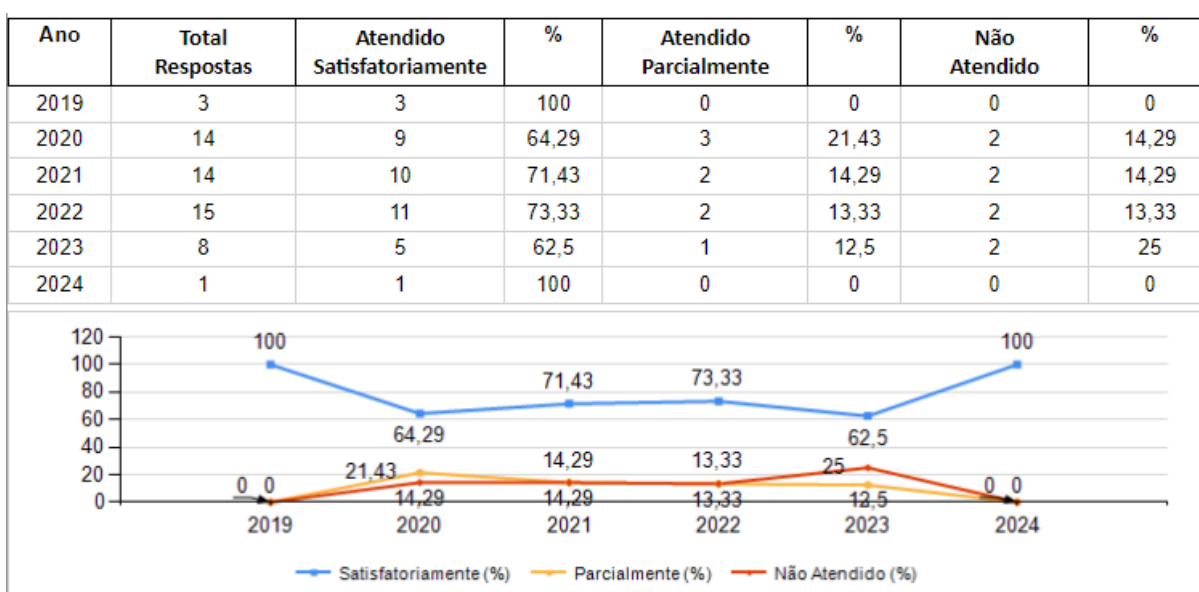 Ano Total Respostas Atendido Satisfatoriamente % Atendido Parcialmente % Não Atendido %
2019 3 3 100 0 0 0 0
2020 14 9 64,29 3 21,43 2 14,29
2021 14 10 71,43 2 14,29 2 14,29
2022 15 11 73,33 2 13,33 2 13,33
2023 8 5 62,5 1 12,5 2 25
2024 1 1 100 0 0 0 0
120
100
80
60
40
20
0
100 64,29 71,43 73,33 62,5 100
0 0 21,43 14,29 13,33 25 0 0
14,29 14,29 13,33 12,5
2019 2020 2021 2022 2023 2024
Satisfatoriamente (%) Parcialmente (%) Não Atendido (%)